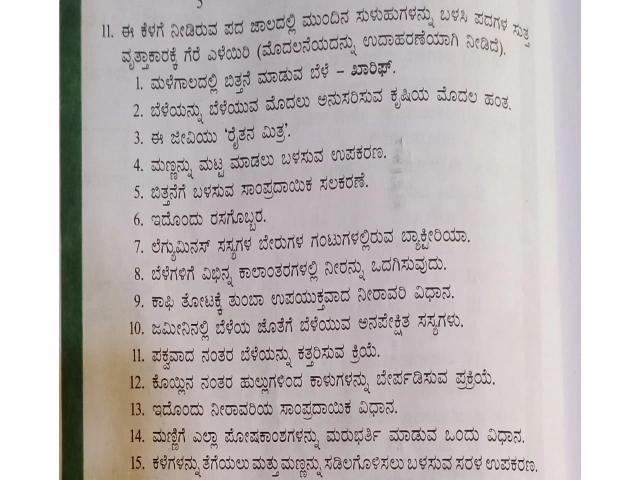 11. ಈ ಕೆಳಗೆ ನೀಡಿರುವ ಪದ ಜಾಲದಲ್ಲಿ ಮುಂದಿನ ಸುಳುಹುಗಳನ್ನು ಬಳಸಿ ಪದಗಳ ಸುತ್ತ
ವೃತ್ತಾಕಾರಕ್ಕೆ ಗೆರೆ ಎಳೆಯಿರಿ (ಮೊದಲನೆಯದನ್ನು ಉದಾಹರಣೆಯಾಗಿ ನೀಡಿದೆ).
1. ಮಳೆಗಾಲದಲ್ಲಿ ಬಿತ್ತನೆ ಮಾಡುವ ಬೆಳೆ – ಖಾರಿಫ್.
2. ಬೆಳೆಯನ್ನು ಬೆಳೆಯುವ ಮೊದಲು ಅನುಸರಿಸುವ ಕೃಷಿಯ ಮೊದಲ ಹಂತ.
3. ಈ ಜೀವಿಯು ‘ರೈತನ ಮಿತ್ರ’.
4. ಮಣ್ಣನ್ನು ಮಟ್ಟ ಮಾಡಲು ಬಳಸುವ ಉಪಕರಣ.
5. ಬಿತ್ತನೆಗೆ ಬಳಸುವ ಸಾಂಪ್ರದಾಯಿಕ ಸಲಕರಣೆ.
6. ಇದೊಂದು ರಸಗೊಬ್ಬರ.
7. ಲೆಗ್ಯುಮಿನಸ್ ಸಸ್ಯಗಳ ಬೇರುಗಳ ಗಂಟುಗಳಲ್ಲಿರುವ ಬ್ಯಾಕ್ಟೀರಿಯಾ.
8. ಬೆಳೆಗಳಿಗೆ ವಿಭಿನ್ನ ಕಾಲಾಂತರಗಳಲ್ಲಿ ನೀರನ್ನು ಒದಗಿಸುವುದು.
9. ಕಾಫಿ ತೋಟಕ್ಕೆ ತುಂಬಾ ಉಪಯುಕ್ತವಾದ ನೀರಾವರಿ ವಿಧಾನ.
10. ಜಮೀನಿನಲ್ಲಿ ಬೆಳೆಯ ಜೊತೆಗೆ ಬೆಳೆಯುವ ಅನಪೇಕ್ಷಿತ ಸಸ್ಯಗಳು.
11. ಪಕ್ವವಾದ ನಂತರ ಬೆಳೆಯನ್ನು ಕತ್ತರಿಸುವ ಕ್ರಿಯೆ.
12. ಕೊಯ್ಲಿನ ನಂತರ ಹುಲ್ಲುಗಳಿಂದ ಕಾಳುಗಳನ್ನು ಬೇರ್ಪಡಿಸುವ ಪ್ರಕ್ರಿಯೆ.
13. ಇದೊಂದು ನೀರಾವರಿಯ ಸಾಂಪ್ರದಾಯಿಕ ವಿಧಾನ.
14. ಮಣ್ಣಿಗೆ ಎಲ್ಲಾ ಪೋಷಕಾಂಶಗಳನ್ನು ಮರುಭರ್ತಿ ಮಾಡುವ ಒಂದು ವಿಧಾನ.
15. ಕಳೆಗಳನ್ನು ತೆಗೆಯಲು ಮತ್ತು ಮಣ್ಣನ್ನು ಸಡಿಲಗೊಳಿಸಲು ಬಳಸುವ ಸರಳ ಉಪಕರಣ.